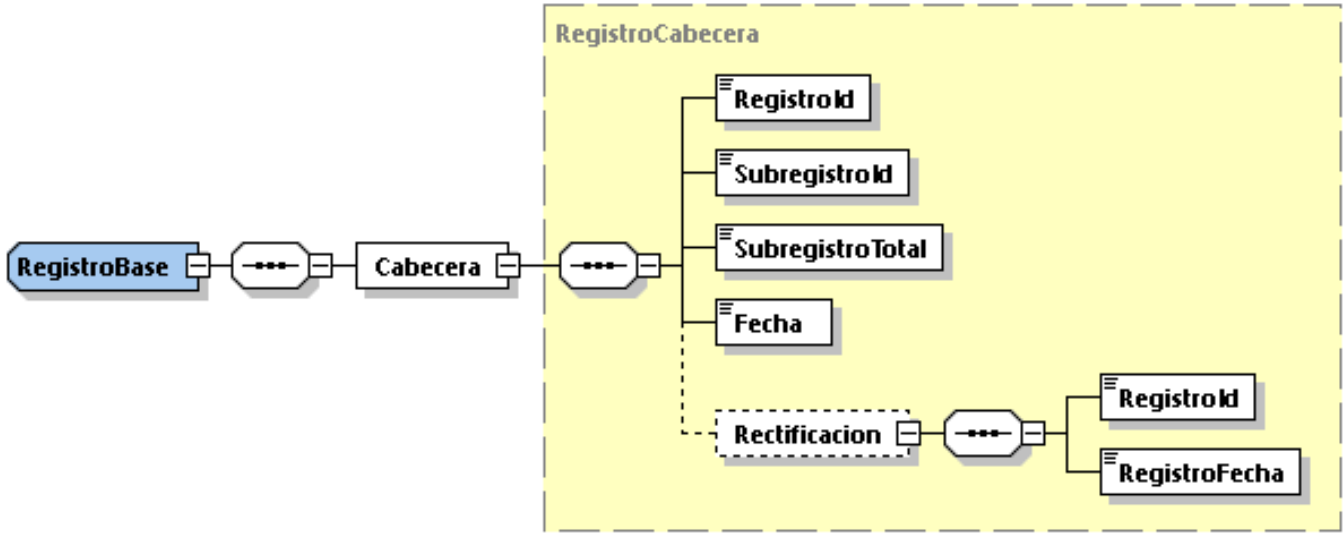 RegistroCabecera
RegistroId
SubregistroId
SubregistroTotal
RegistroBase
Cabecera
Fecha
Rectificacion
RegistroId
RegistroFecha